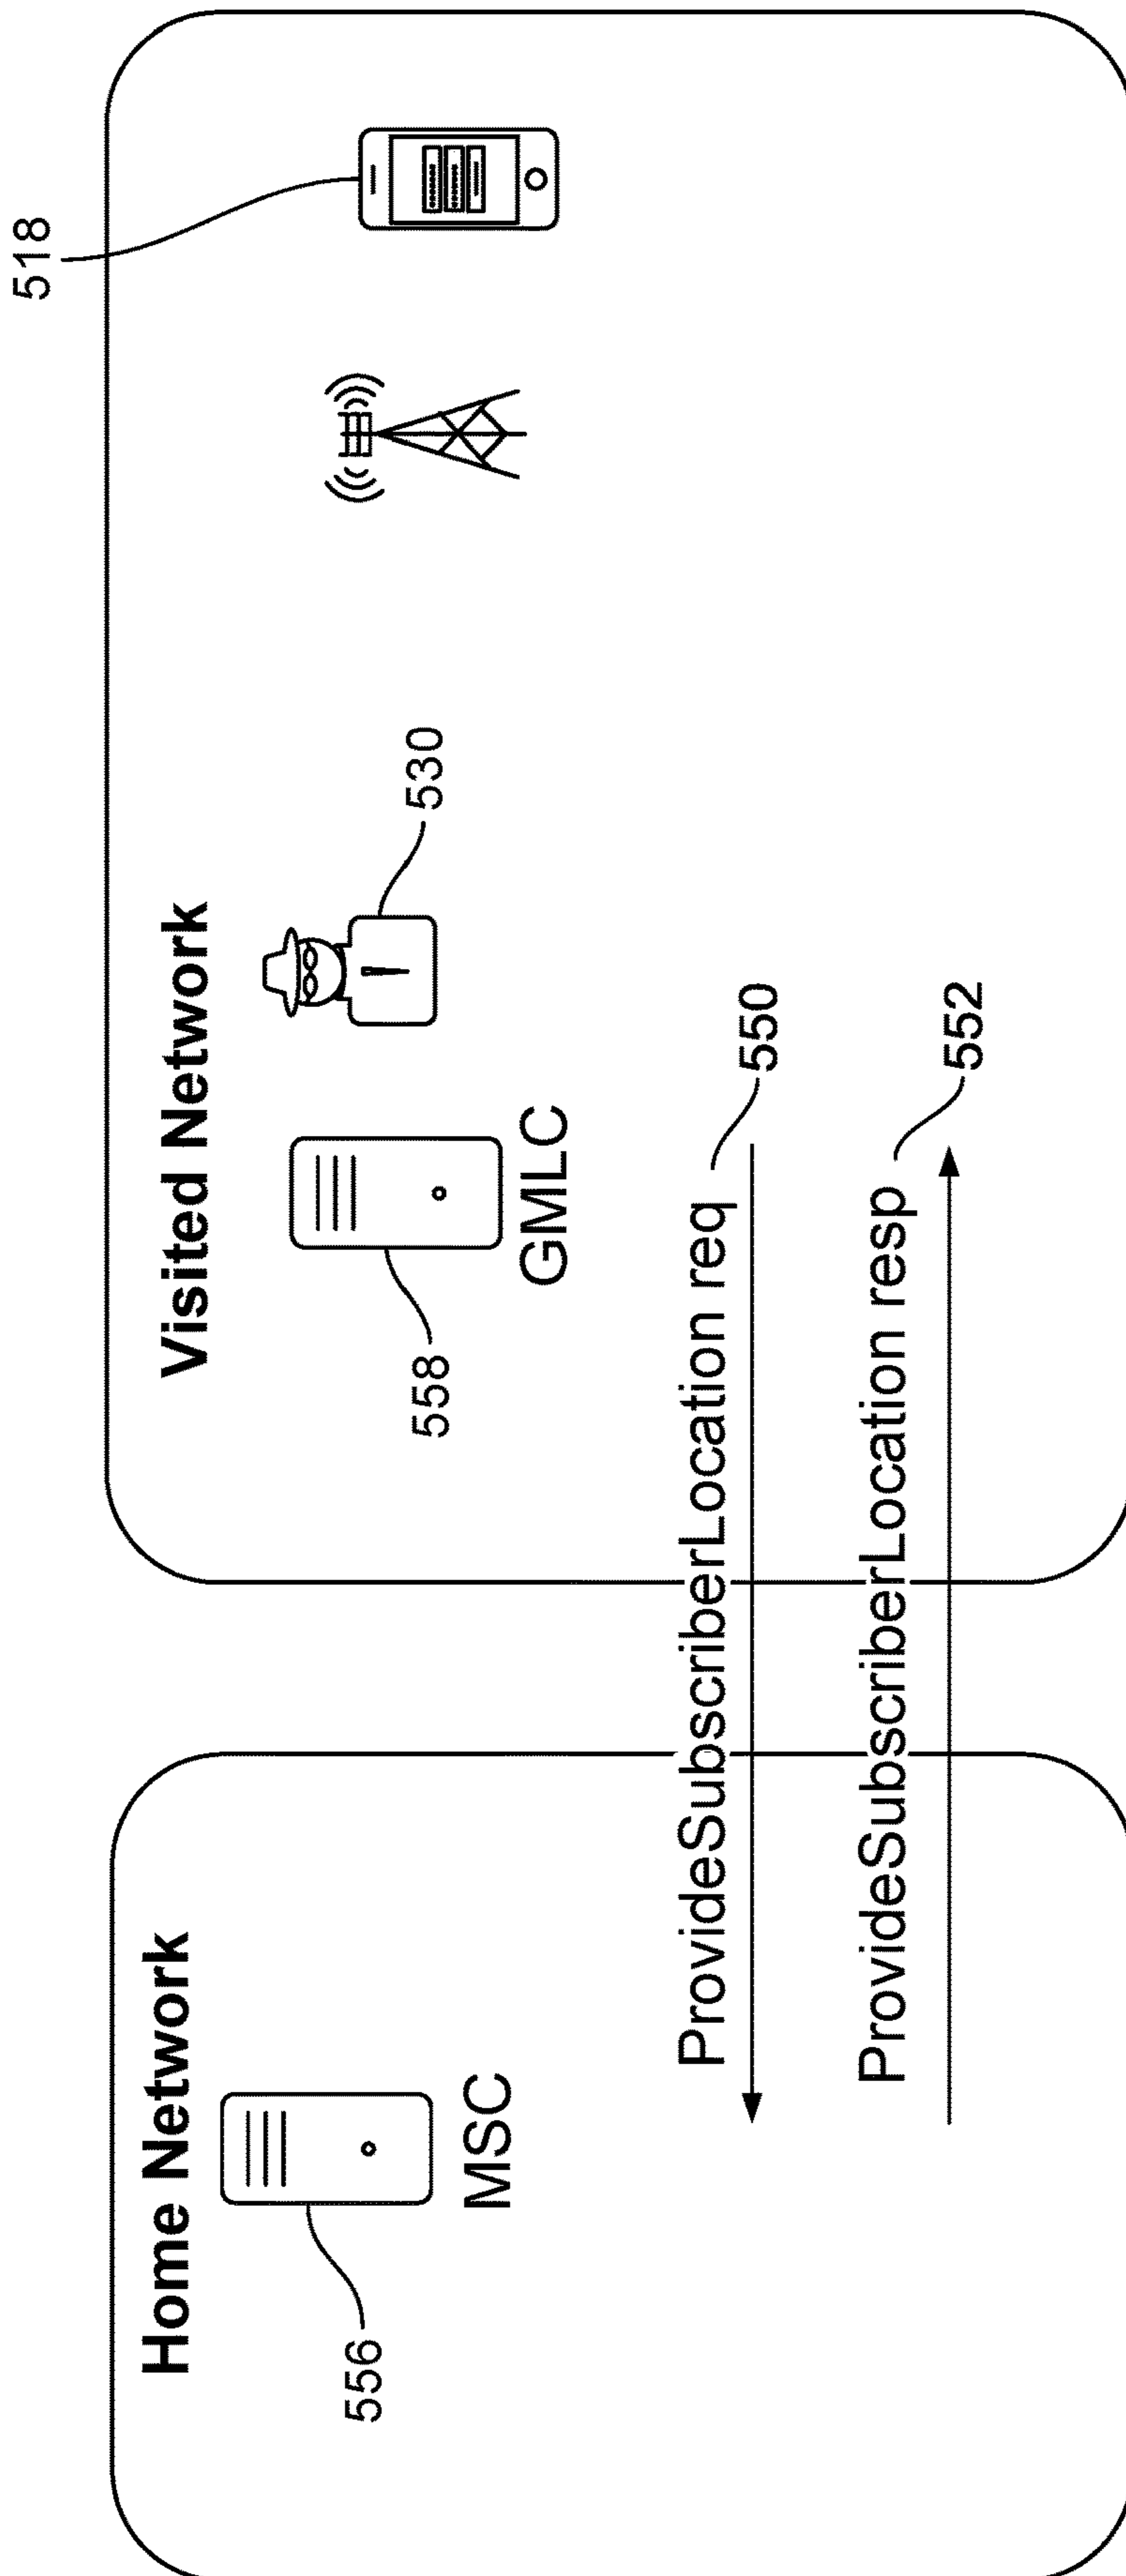 Home Network
556
MSC
Visited Network
558
GMLC
530
518
ProvideSubscriberLocation req
550
ProvideSubscriberLocation resp
552